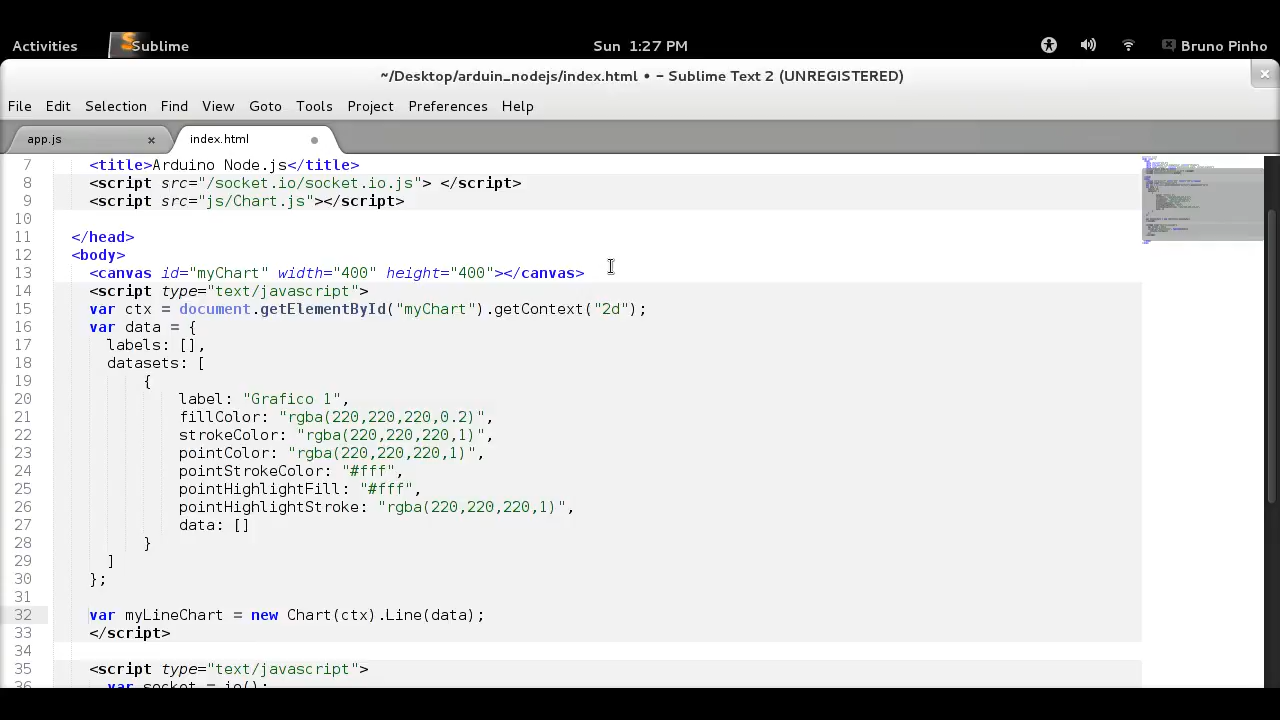 Activities Sublime Sun 1:27 PM Bruno Pinho
~/Desktop/arduin_nodejs/index.html • – Sublime Text 2 (UNREGISTERED)
File Edit Selection Find View Goto Tools Project Preferences Help
app.js index.html
7 <title>Arduino Node.js</title>
8 <script src="/socket.io/socket.io.js"> </script>
9 <script src="js/Chart.js"></script>
10
11 </head>
12 <body>
13 <canvas id="myChart" width="400" height="400"></canvas>
14 <script type="text/javascript">
15 var ctx = document.getElementById("myChart").getContext("2d");
16 var data = {
17 labels: [],
18 datasets: [
19 {
20 label: "Grafico 1",
21 fillColor: "rgba(220,220,220,0.2)",
22 strokeColor: "rgba(220,220,220,1)",
23 pointColor: "rgba(220,220,220,1)",
24 pointStrokeColor: "#fff",
25 pointHighlightFill: "#fff",
26 pointHighlightStroke: "rgba(220,220,220,1)",
27 data: []
28 }
29 ]
30 };
31
32 var myLineChart = new Chart(ctx).Line(data);
33 </script>
34
35 <script type="text/javascript">
36 var socket = io();